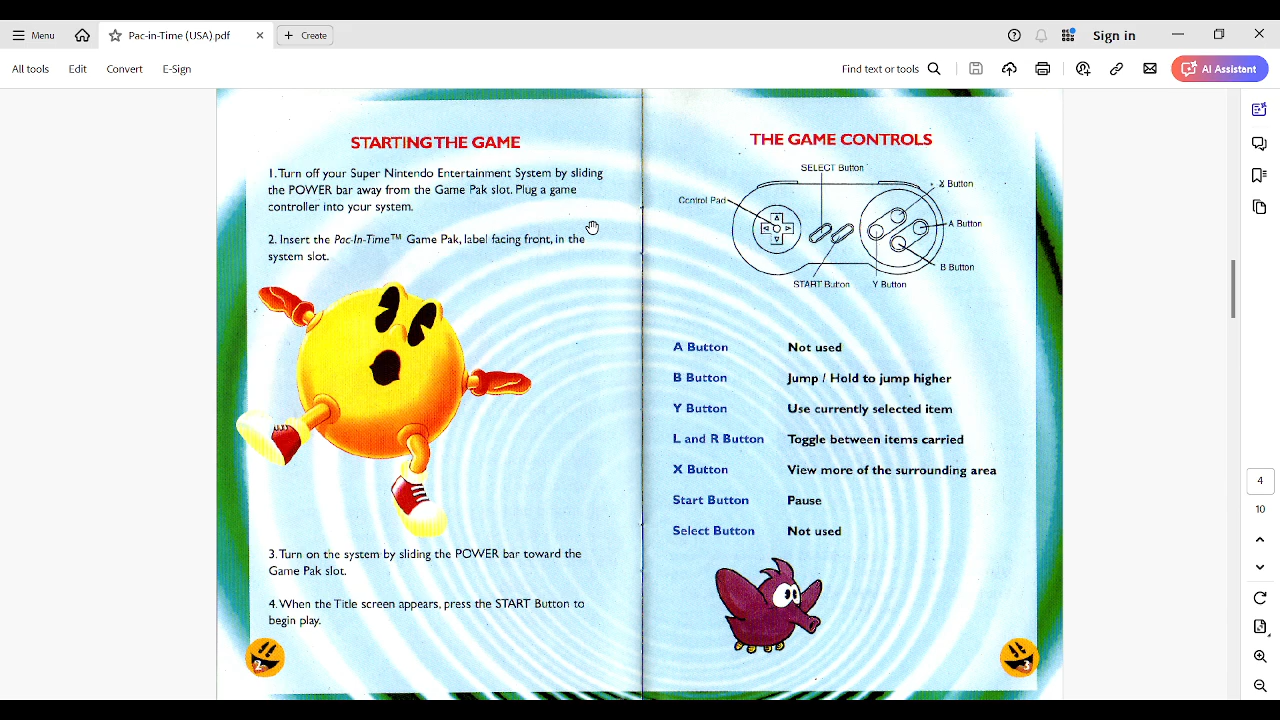 Menu
Pac-in-Time (USA).pdf
Create
Sign in
All tools
Edit
Convert
E-Sign
Find text or tools
AI Assistant
STARTING THE GAME
1. Turn off your Super Nintendo Entertainment System by sliding
the POWER bar away from the Game Pak slot. Plug a game
controller into your system.
2. Insert the Pac-In-Time™ Game Pak, label facing front, in the
system slot.
3. Turn on the system by sliding the POWER bar toward the
Game Pak slot.
4. When the Title screen appears, press the START Button to
begin play.
2
THE GAME CONTROLS
SELECT Button
X Button
Control Pad
A Button
B Button
START Button
Y Button
A Button Not used
B Button Jump / Hold to jump higher
Y Button Use currently selected item
L and R Button Toggle between items carried
X Button View more of the surrounding area
Start Button Pause
Select Button Not used
3
4
10